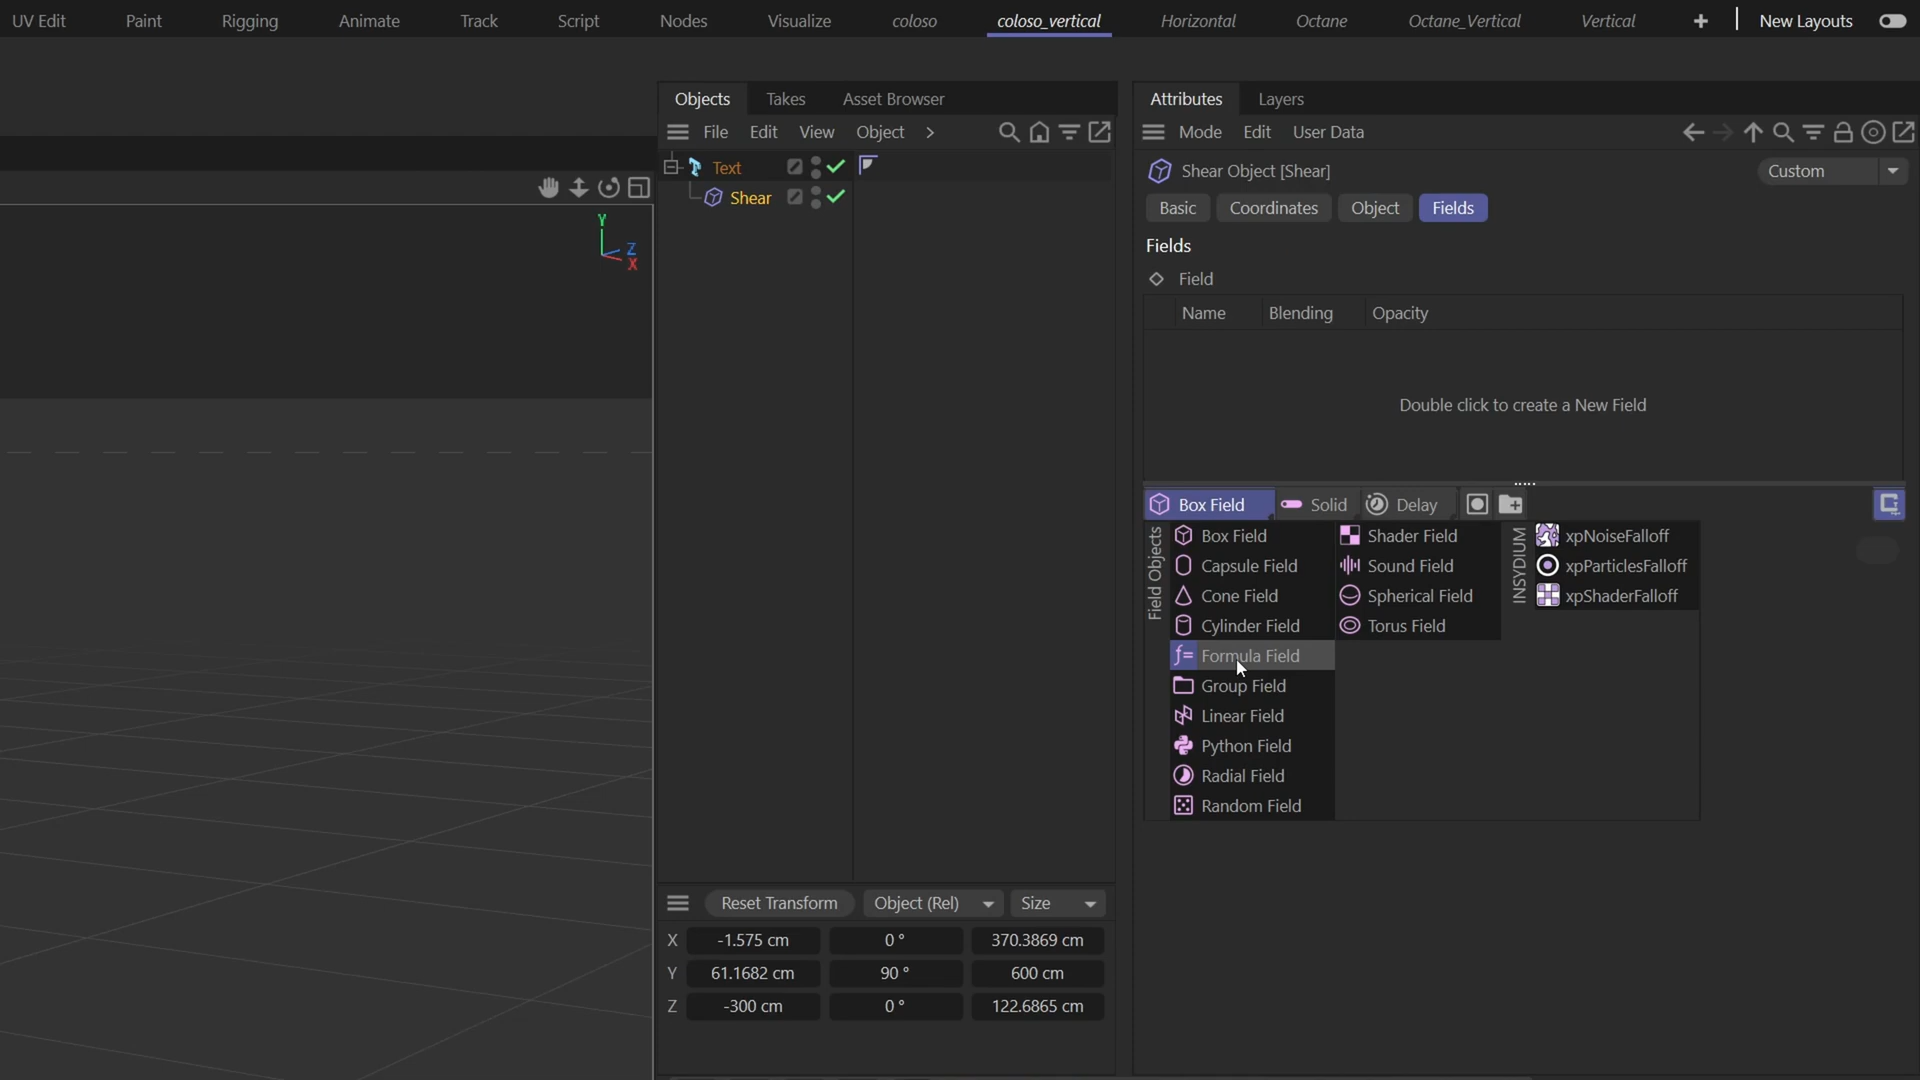 UV Edit Paint Rigging Animate Track Script Nodes Visualize coloso coloso_vertical Horizontal Octane Octane_Vertical Vertical + New Layouts
Objects Takes Asset Browser
File Edit View Object >
Text
Shear
Y
Z
X
Attributes Layers
Mode Edit User Data
Shear Object [Shear] Custom
Basic Coordinates Object Fields
Fields
Field
Name Blending Opacity
Double click to create a New Field
Box Field Solid Delay
Field Objects
Box Field
Capsule Field
Cone Field
Cylinder Field
ƒ= Formula Field
Group Field
Linear Field
Python Field
Radial Field
Random Field
Shader Field
Sound Field
Spherical Field
Torus Field
INSYDIUM
xpNoiseFalloff
xpParticlesFalloff
xpShaderFalloff
Reset Transform Object (Rel) Size
X -1.575 cm 0 ° 370.3869 cm
Y 61.1682 cm 90 ° 600 cm
Z -300 cm 0 ° 122.6865 cm